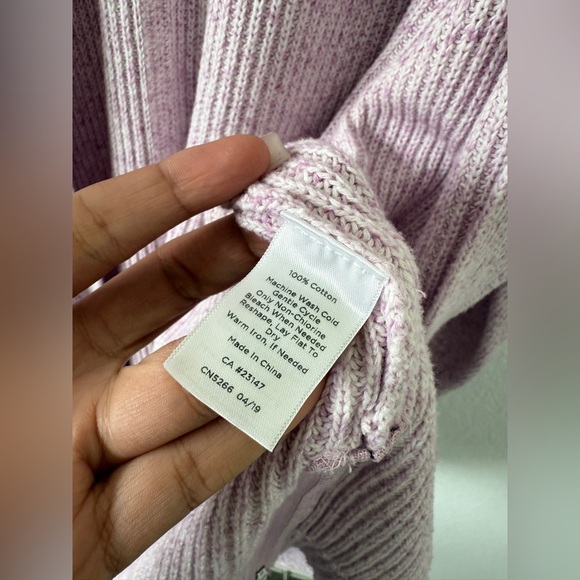 100% Cotton
Machine Wash Cold
Gentle Cycle
Only Non-Chlorine
Bleach When Needed
Reshape, Lay Flat To
Dry
Warm Iron, If Needed
Made In China
CA #23147
CN5266 04/19